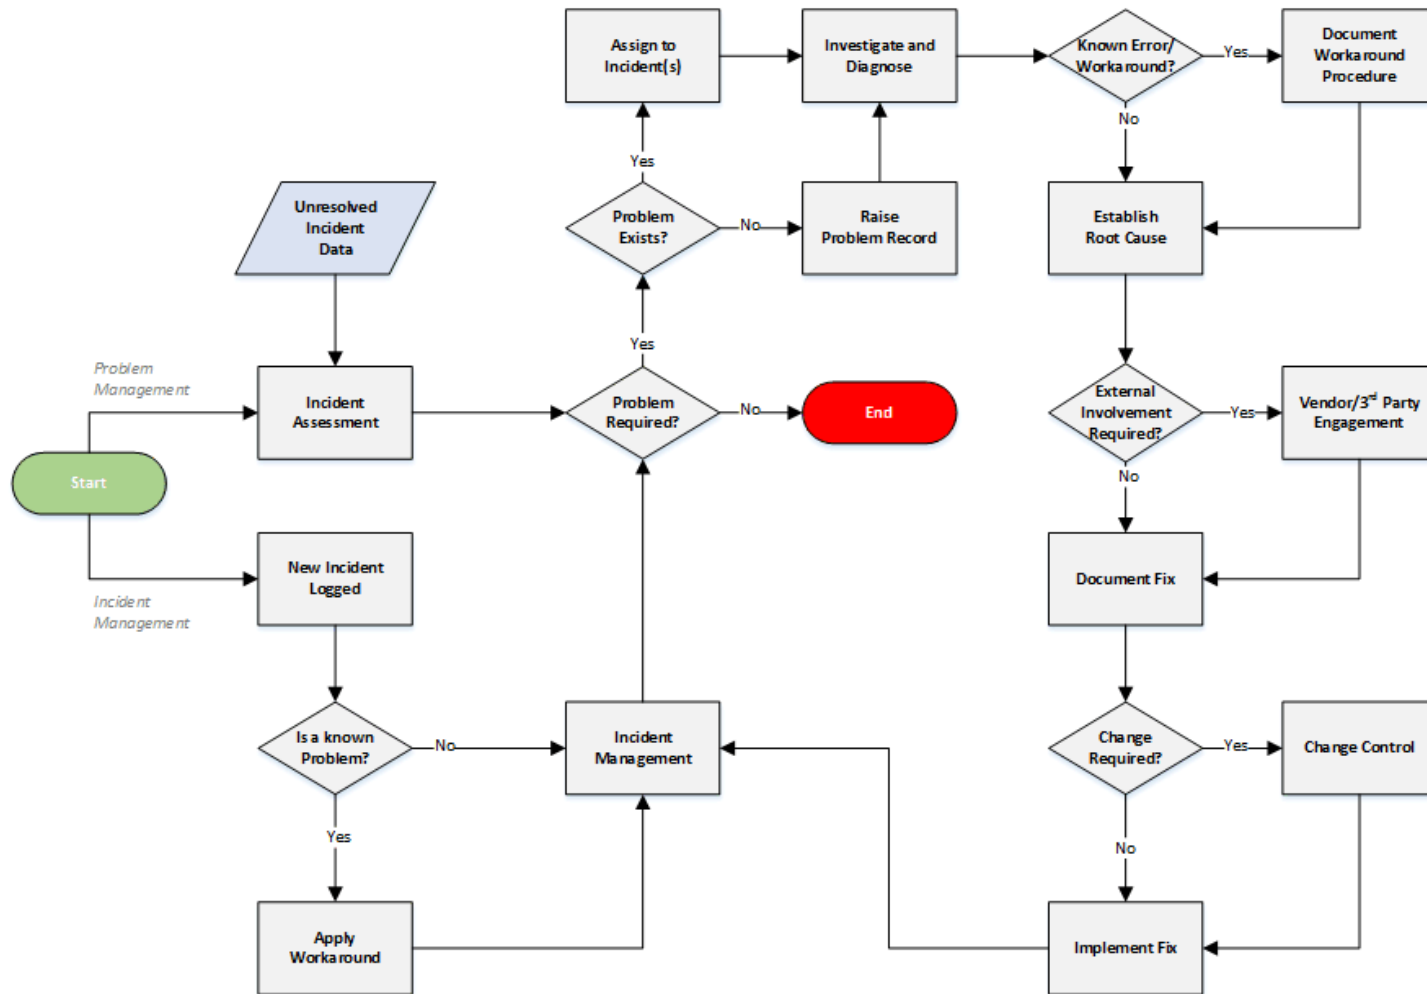 Assign to
Incident(s)
Investigate and
Diagnose
Known Error/
Workaround?
Yes
Document
Workaround
Procedure
No
Yes
Unresolved
Incident
Data
Problem
Exists?
No
Raise
Problem Record
Establish
Root Cause
Yes
Problem
Management
Incident
Assessment
Problem
Required?
No
End
External
Involvement
Required?
Yes
Vendor/3rd Party
Engagement
Start
No
New Incident
Logged
Document Fix
Incident
Management
Is a known
Problem?
No
Incident
Management
Change
Required?
Yes
Change Control
Yes
No
Apply
Workaround
Implement Fix